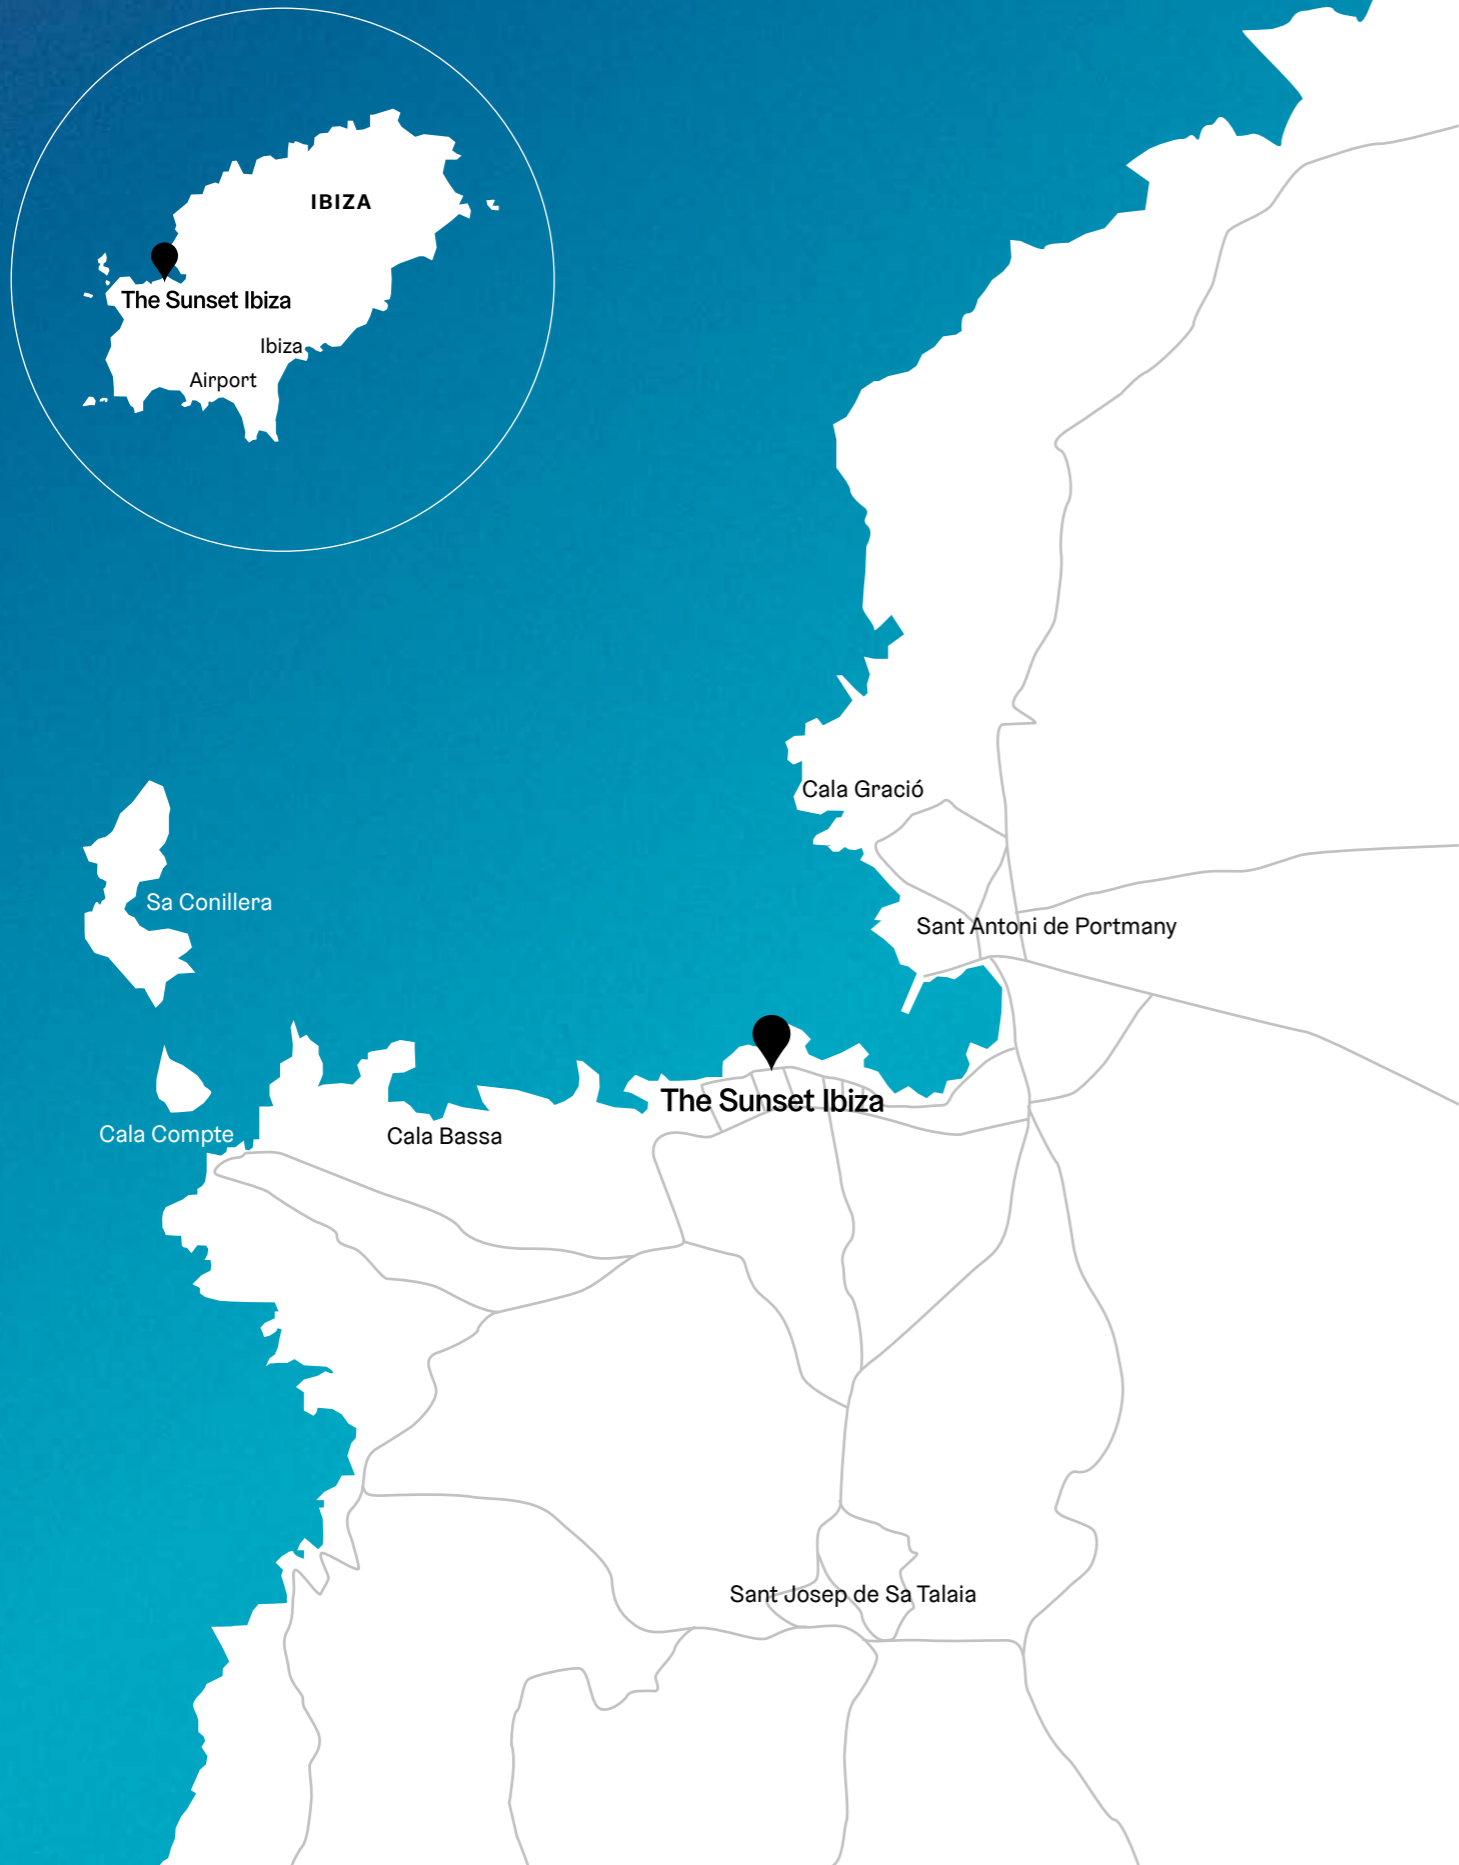 IBIZA
The Sunset Ibiza
Ibiza
Airport
Cala Gració
Sa Conillera
Sant Antoni de Portmany
The Sunset Ibiza
Cala Compte
Cala Bassa
Sant Josep de Sa Talaia